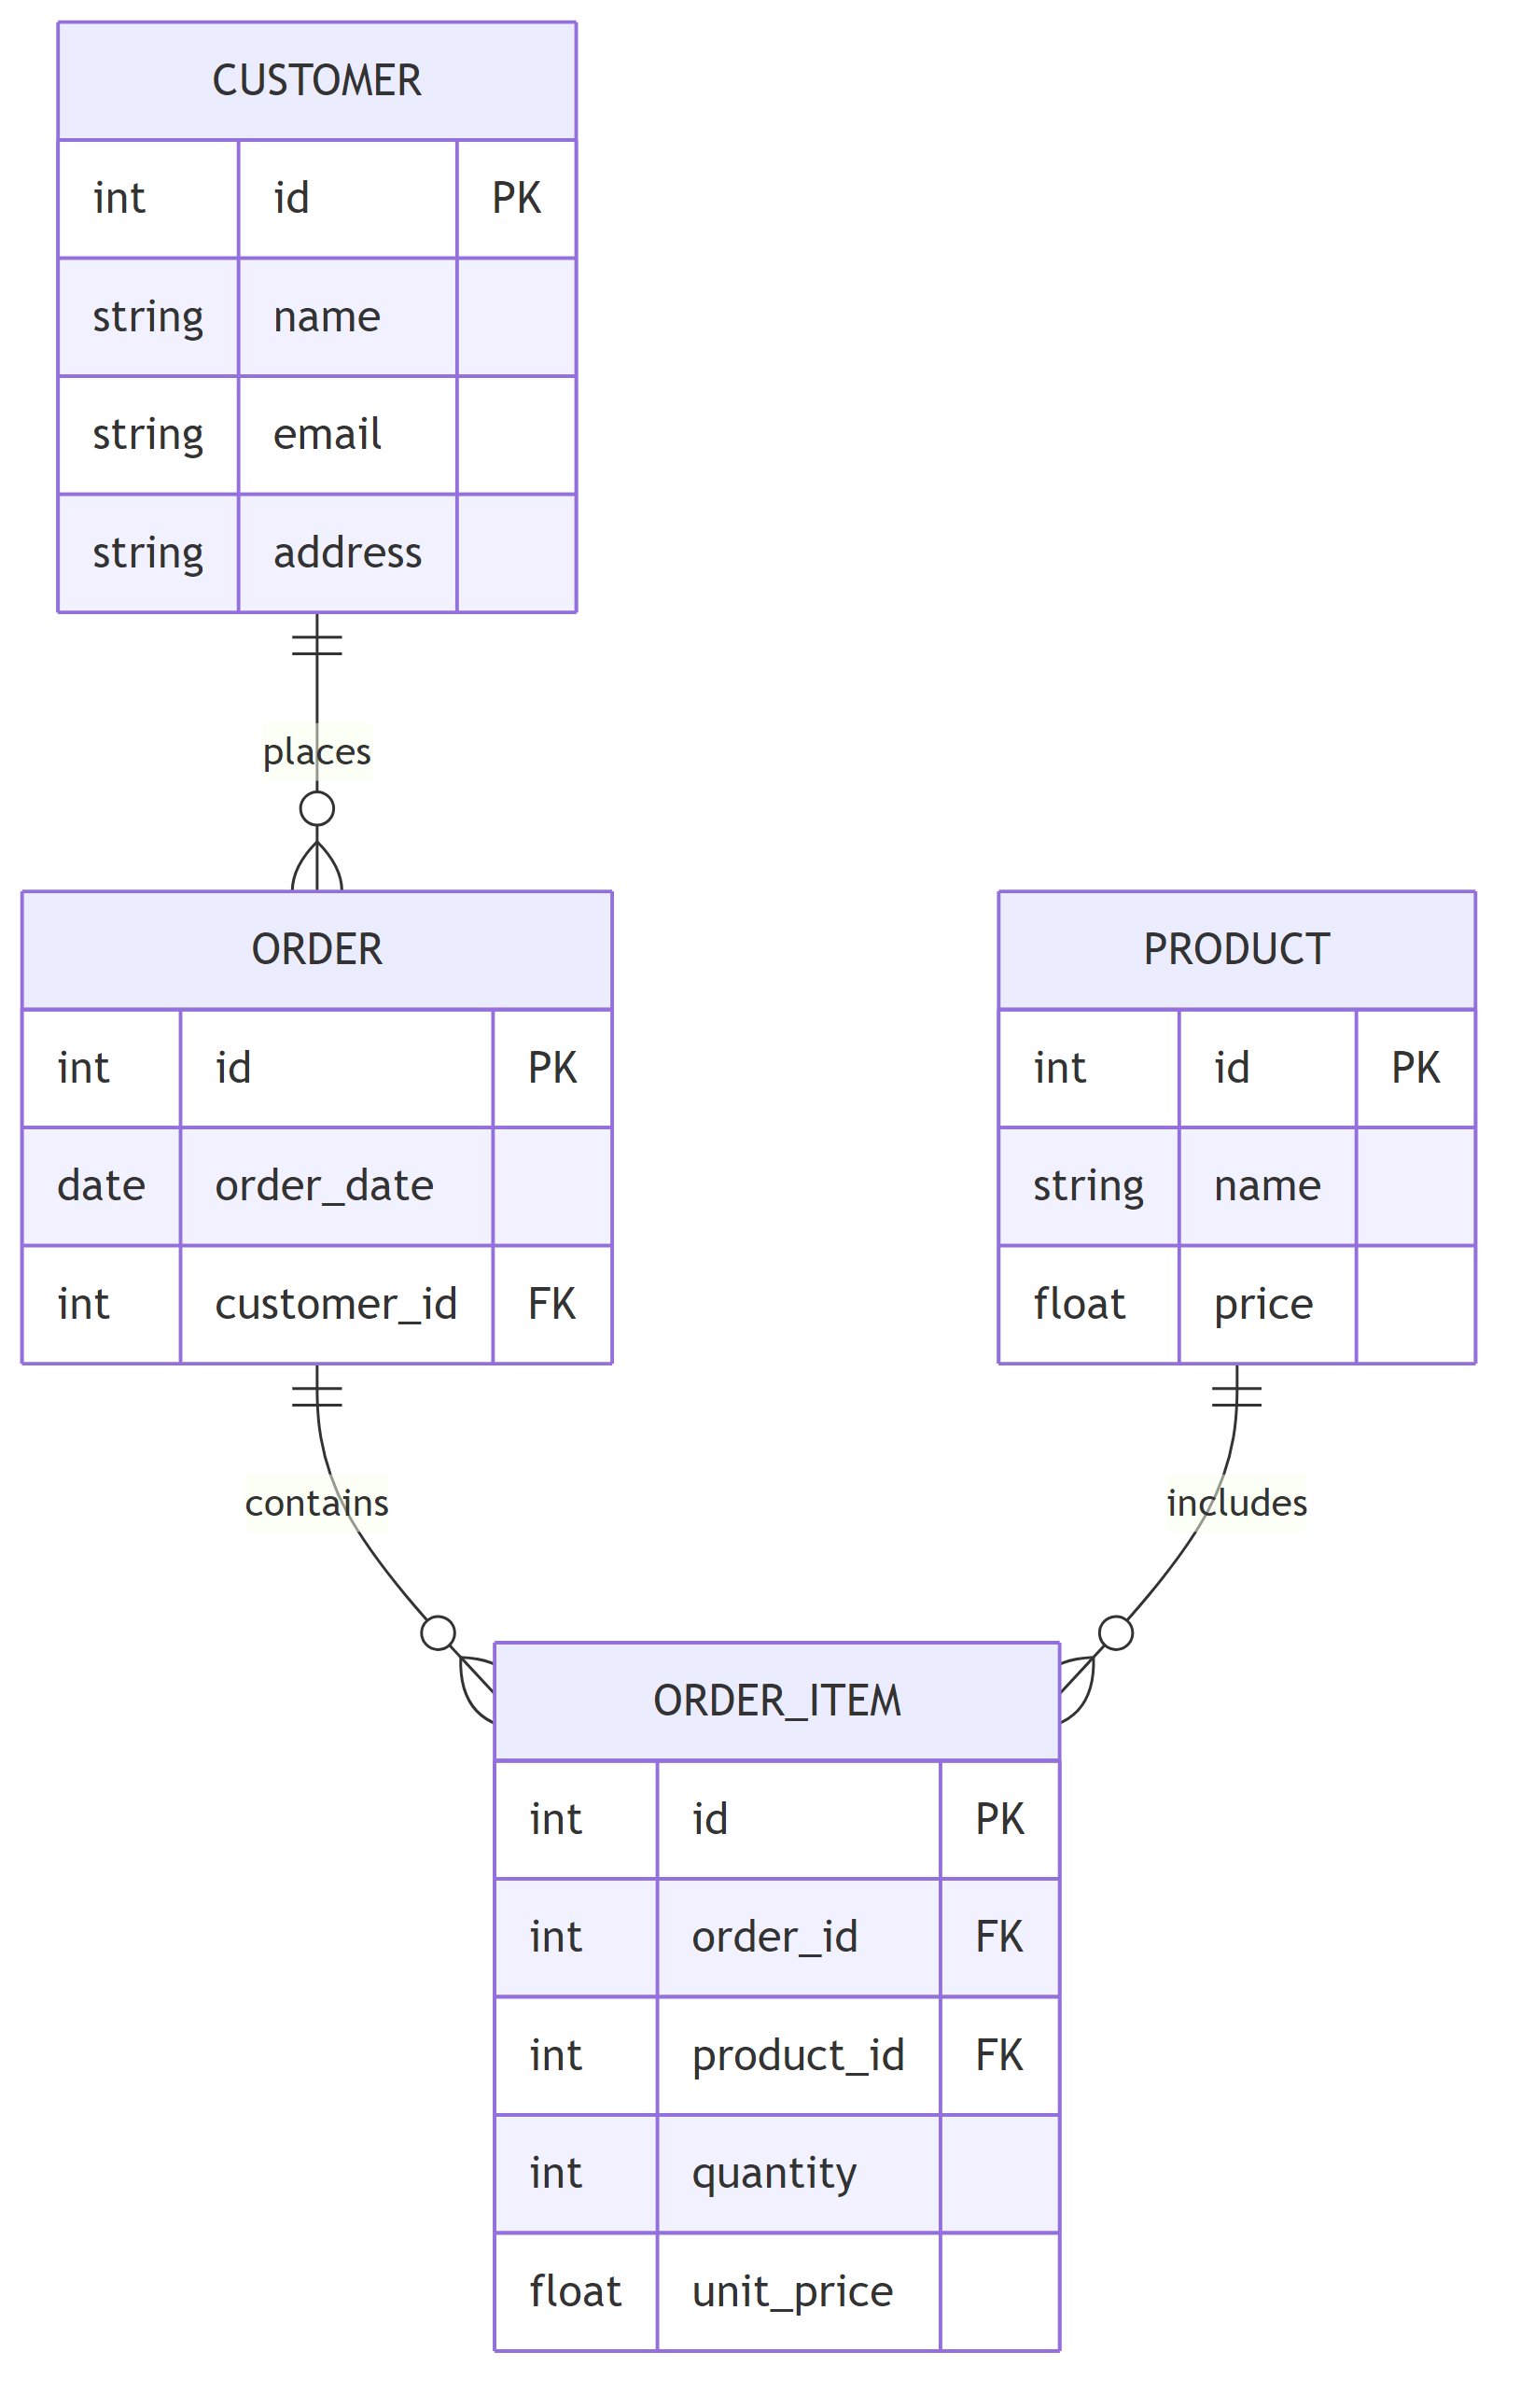 CUSTOMER
int id PK
string name
string email
string address
places
ORDER
int id PK
date order_date
int customer_id FK
PRODUCT
int id PK
string name
float price
contains
includes
ORDER_ITEM
int id PK
int order_id FK
int product_id FK
int quantity
float unit_price